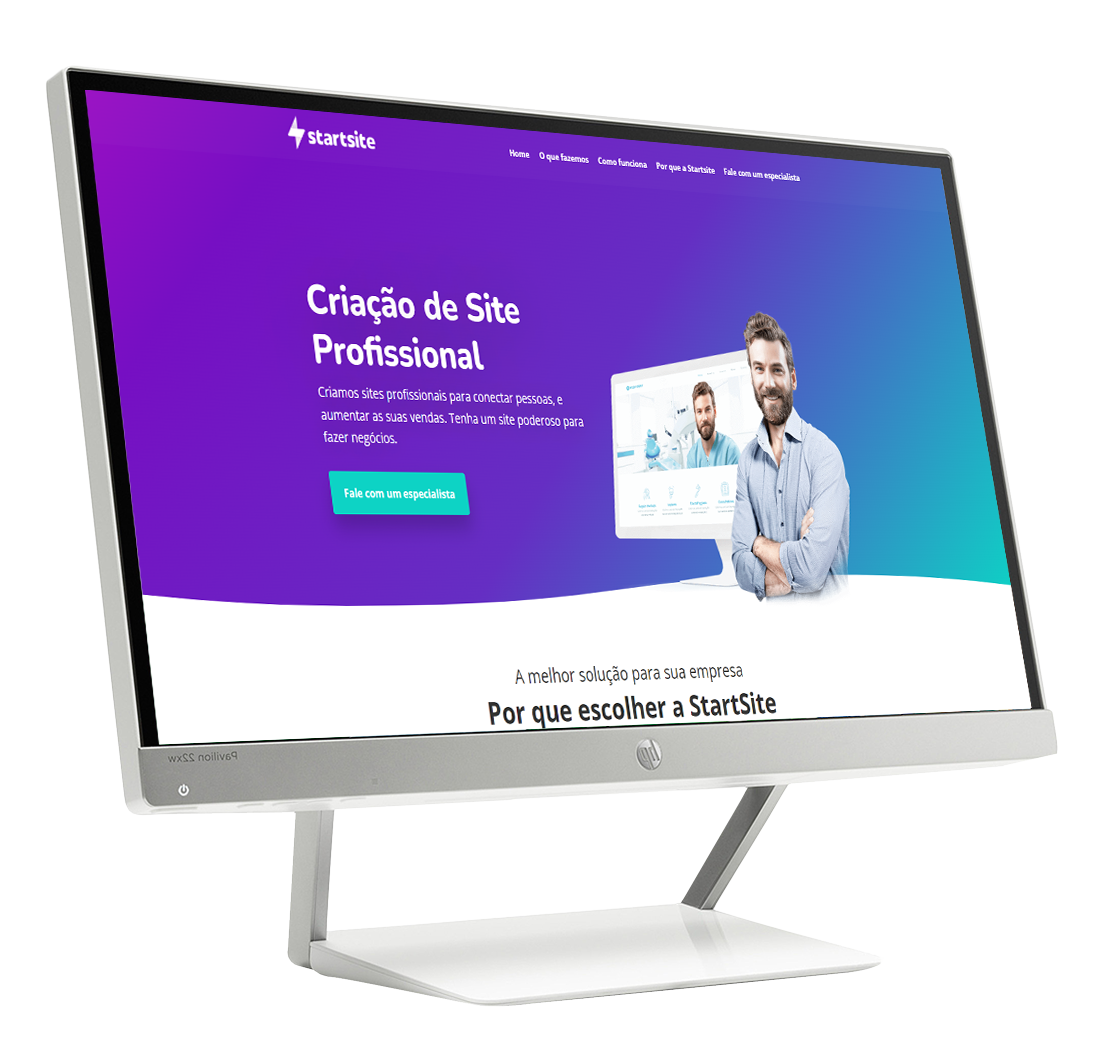 startsite
Home O que fazemos Como funciona Por que a Startsite Fale com um especialista
Criação de Site
Profissional
Criamos sites profissionais para conectar pessoas, e
aumentar as suas vendas. Tenha um site poderoso para
fazer negócios.
Fale com um especialista
A melhor solução para sua empresa
Por que escolher a StartSite
Pavilion 22xw
hp